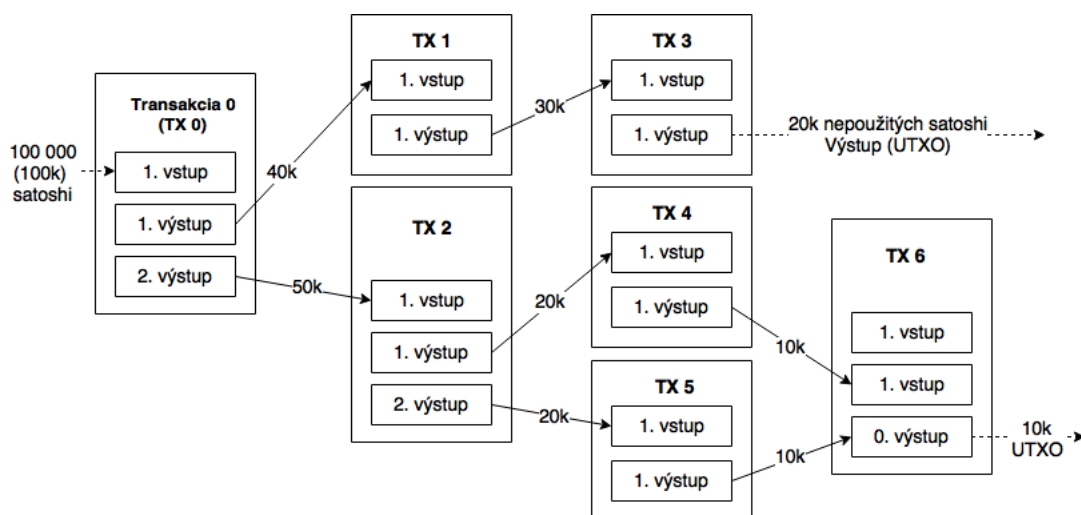 100 000
(100k)
satoshi
Transakcia 0
(TX 0)
1. vstup
1. výstup
2. výstup
40k
50k
TX 1
1. vstup
1. výstup
30k
TX 2
1. vstup
1. výstup
2. výstup
20k
20k
TX 3
1. vstup
1. výstup
20k nepoužitých satoshi
Výstup (UTXO)
TX 4
1. vstup
1. výstup
10k
TX 5
1. vstup
1. výstup
10k
TX 6
1. vstup
1. vstup
0. výstup
10k
UTXO